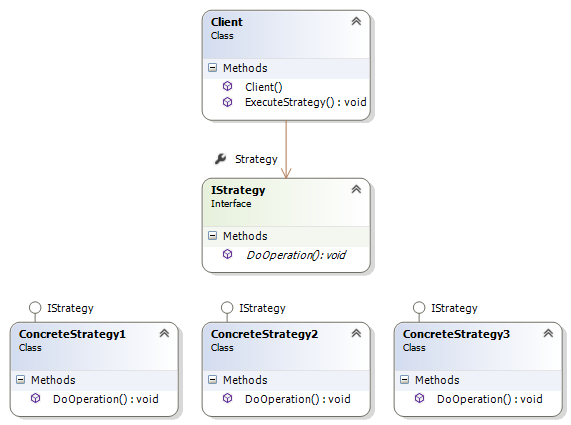 Client
Class
Methods
Client()
ExecuteStrategy() : void
Strategy
IStrategy
Interface
Methods
DoOperation() : void
IStrategy
ConcreteStrategy1
Class
Methods
DoOperation() : void
IStrategy
ConcreteStrategy2
Class
Methods
DoOperation() : void
IStrategy
ConcreteStrategy3
Class
Methods
DoOperation() : void